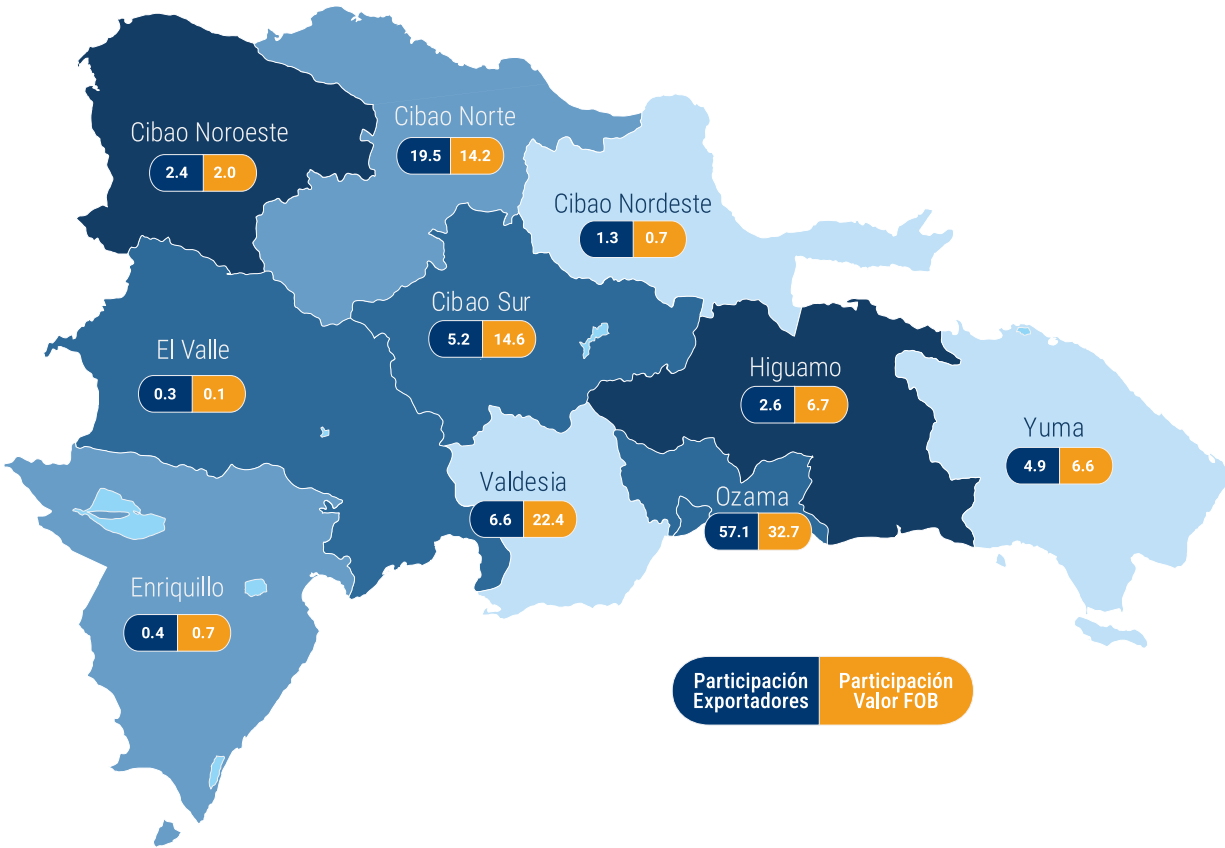 Cibao Noroeste
2.4 2.0
Cibao Norte
19.5 14.2
Cibao Nordeste
1.3 0.7
Cibao Sur
5.2 14.6
El Valle
0.3 0.1
Higuamo
2.6 6.7
Yuma
4.9 6.6
Valdesia
6.6 22.4
Ozama
57.1 32.7
Enriquillo
0.4 0.7
Participación
Exportadores
Participación
Valor FOB